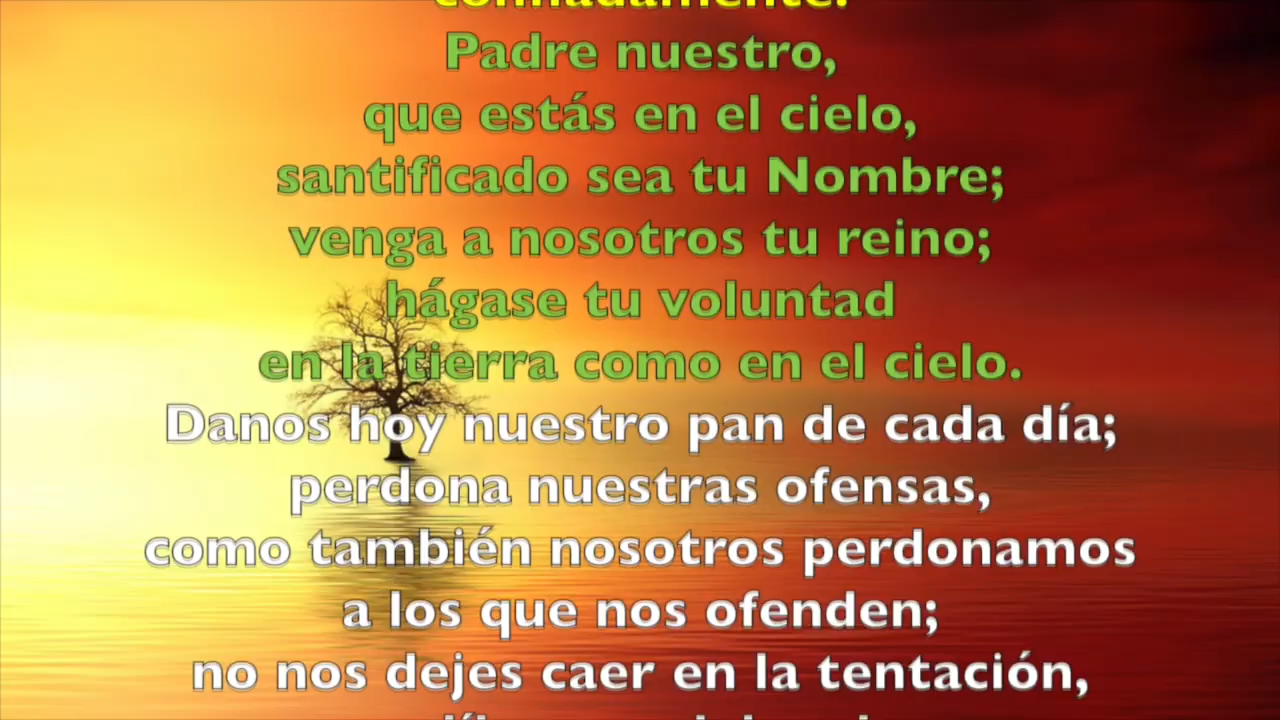 confiadamente:
Padre nuestro,
que estás en el cielo,
santificado sea tu Nombre;
venga a nosotros tu reino;
hágase tu voluntad
en la tierra como en el cielo.
Danos hoy nuestro pan de cada día;
perdona nuestras ofensas,
como también nosotros perdonamos
a los que nos ofenden;
no nos dejes caer en la tentación,